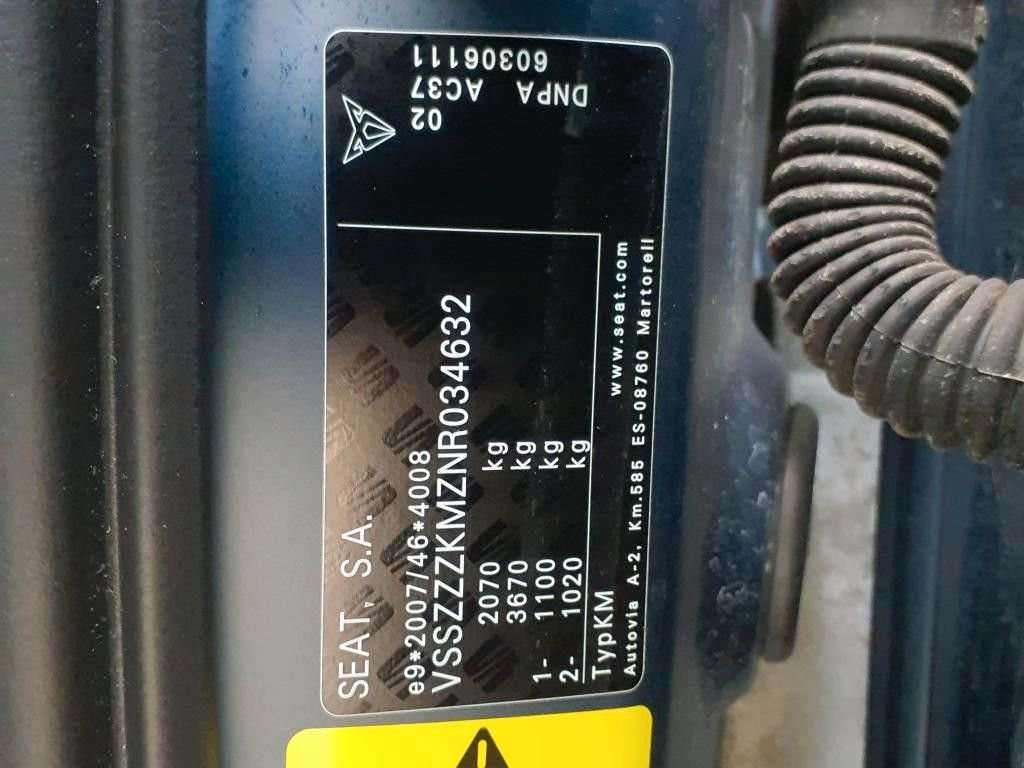 SEAT, S.A.
e9*2007/46*4008
VSSZZZKMZNR034632
2070 kg
3670 kg
1- 1100 kg
2- 1020 kg
TypKM
www.seat.com
Autovia A-2, Km.585 ES-08760 Martorell
02
AC37
DNPA
60306111